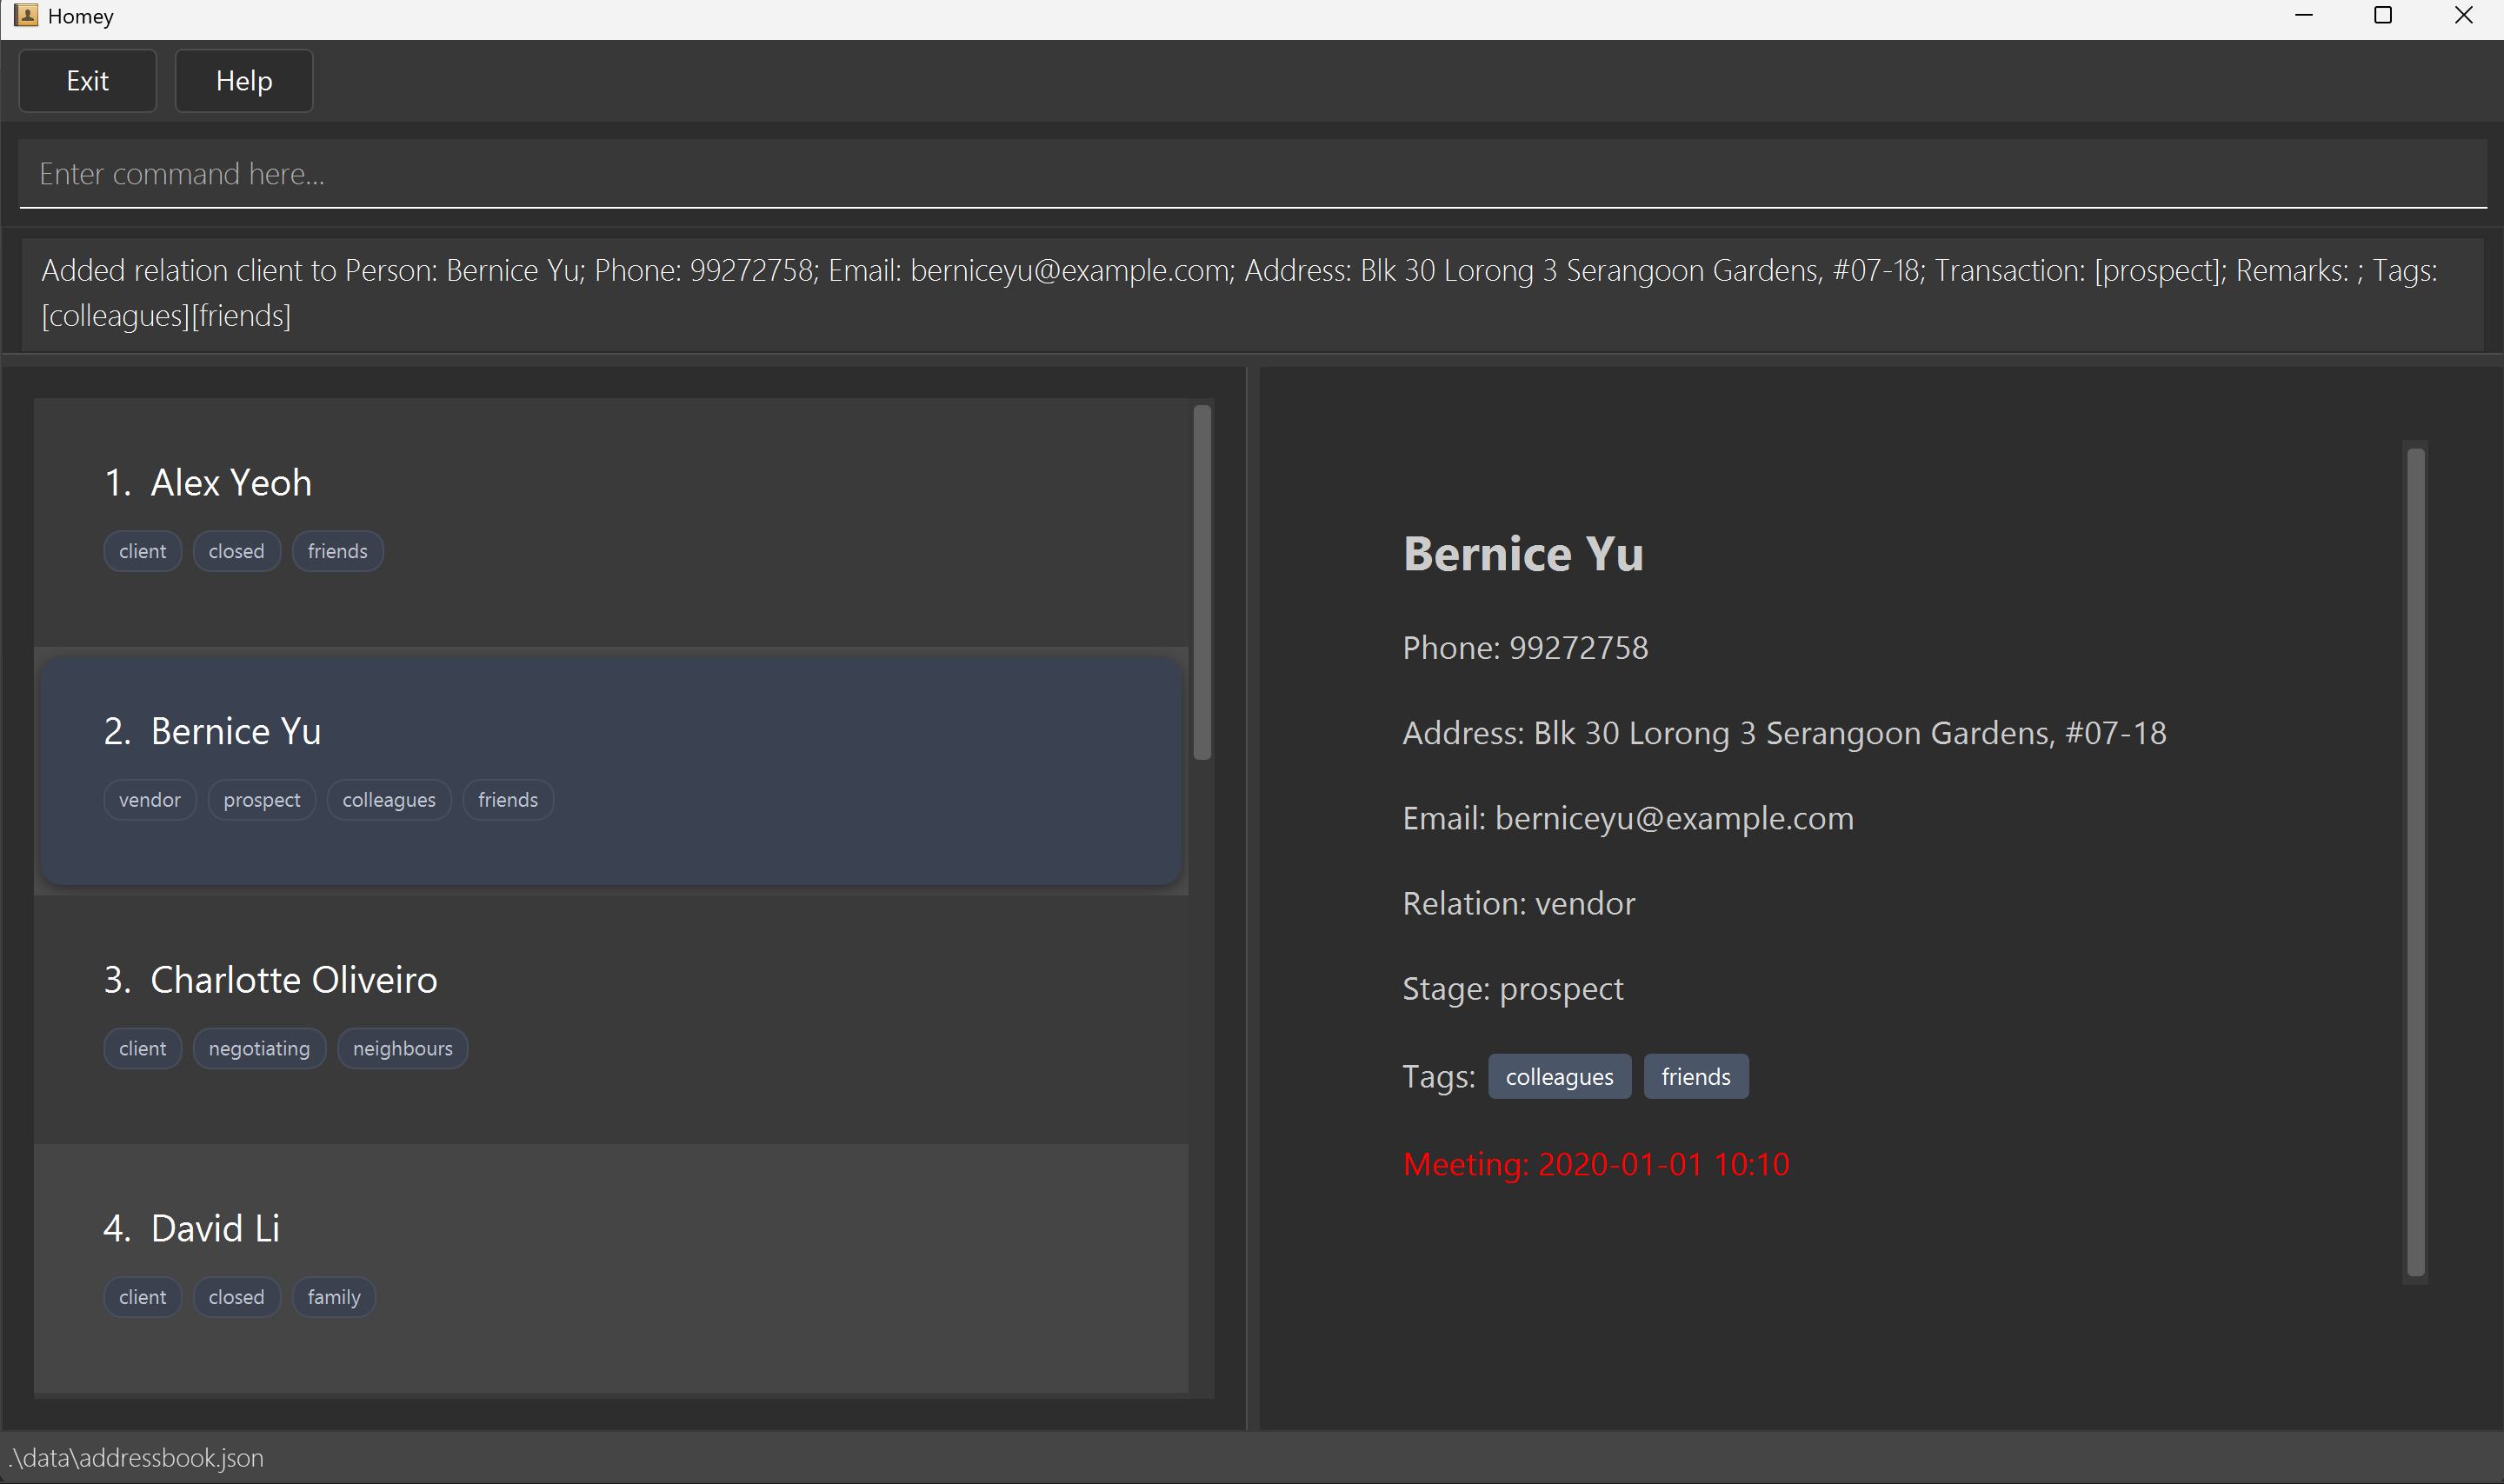 Homey
Exit
Help
Enter command here...
Added relation client to Person: Bernice Yu; Phone: 99272758; Email: berniceyu@example.com; Address: Blk 30 Lorong 3 Serangoon Gardens, #07-18; Transaction: [prospect]; Remarks: ; Tags:
[colleagues][friends]
1. Alex Yeoh
client closed friends
2. Bernice Yu
vendor prospect colleagues friends
3. Charlotte Oliveiro
client negotiating neighbours
4. David Li
client closed family
Bernice Yu
Phone: 99272758
Address: Blk 30 Lorong 3 Serangoon Gardens, #07-18
Email: berniceyu@example.com
Relation: vendor
Stage: prospect
Tags: colleagues friends
Meeting: 2020-01-01 10:10
.\data\addressbook.json